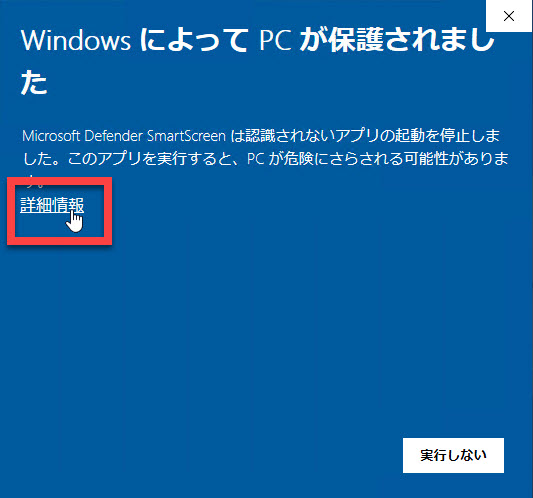 Windows によって PC が保護されまし
た
Microsoft Defender SmartScreen は認識されないアプリの起動を停止しま
した。このアプリを実行すると、PC が危険にさらされる可能性がありま
す。
詳細情報
実行しない